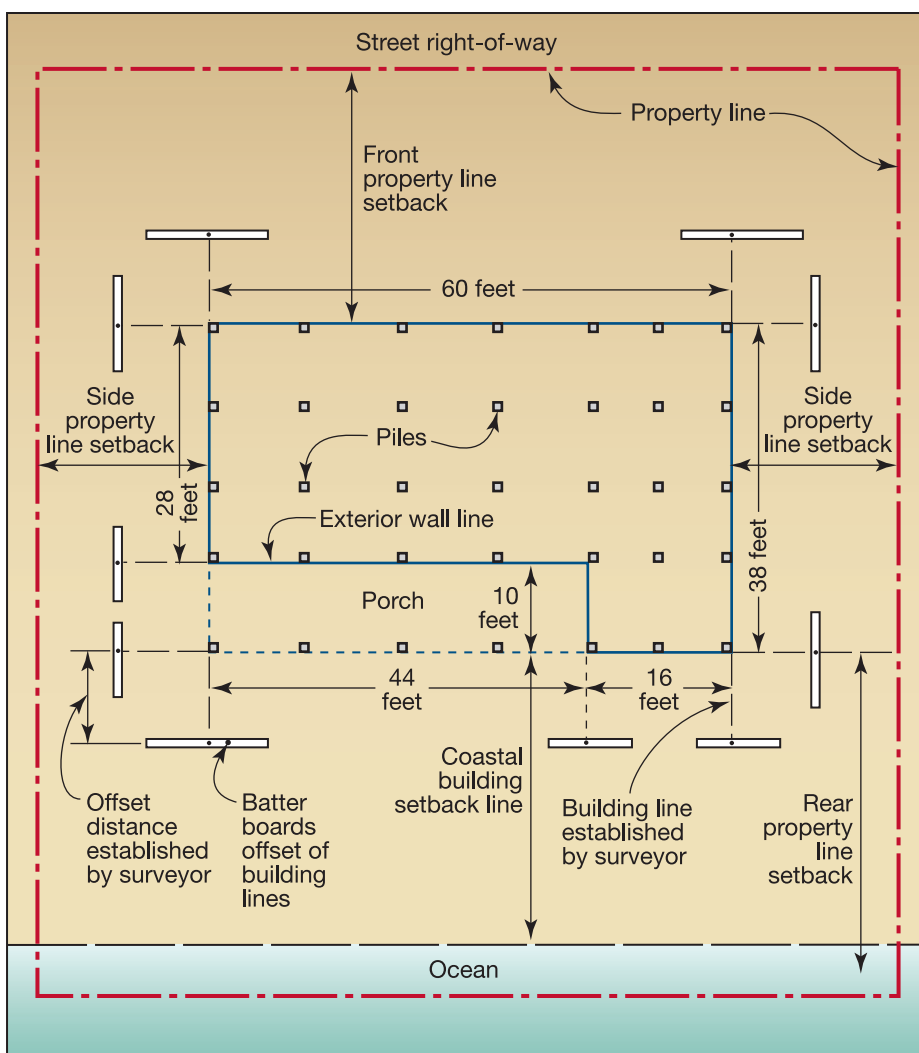 Street right-of-way
Property line
Front
property line
setback
60 feet
Side
property
line setback
Side
property
line setback
Piles
28
feet
Exterior wall line
38 feet
Porch
10
feet
44
feet
16
feet
Coastal
building
setback line
Offset
distance
established
by surveyor
Batter
boards
offset of
building
lines
Building line
established
by surveyor
Rear
property
line
setback
Ocean